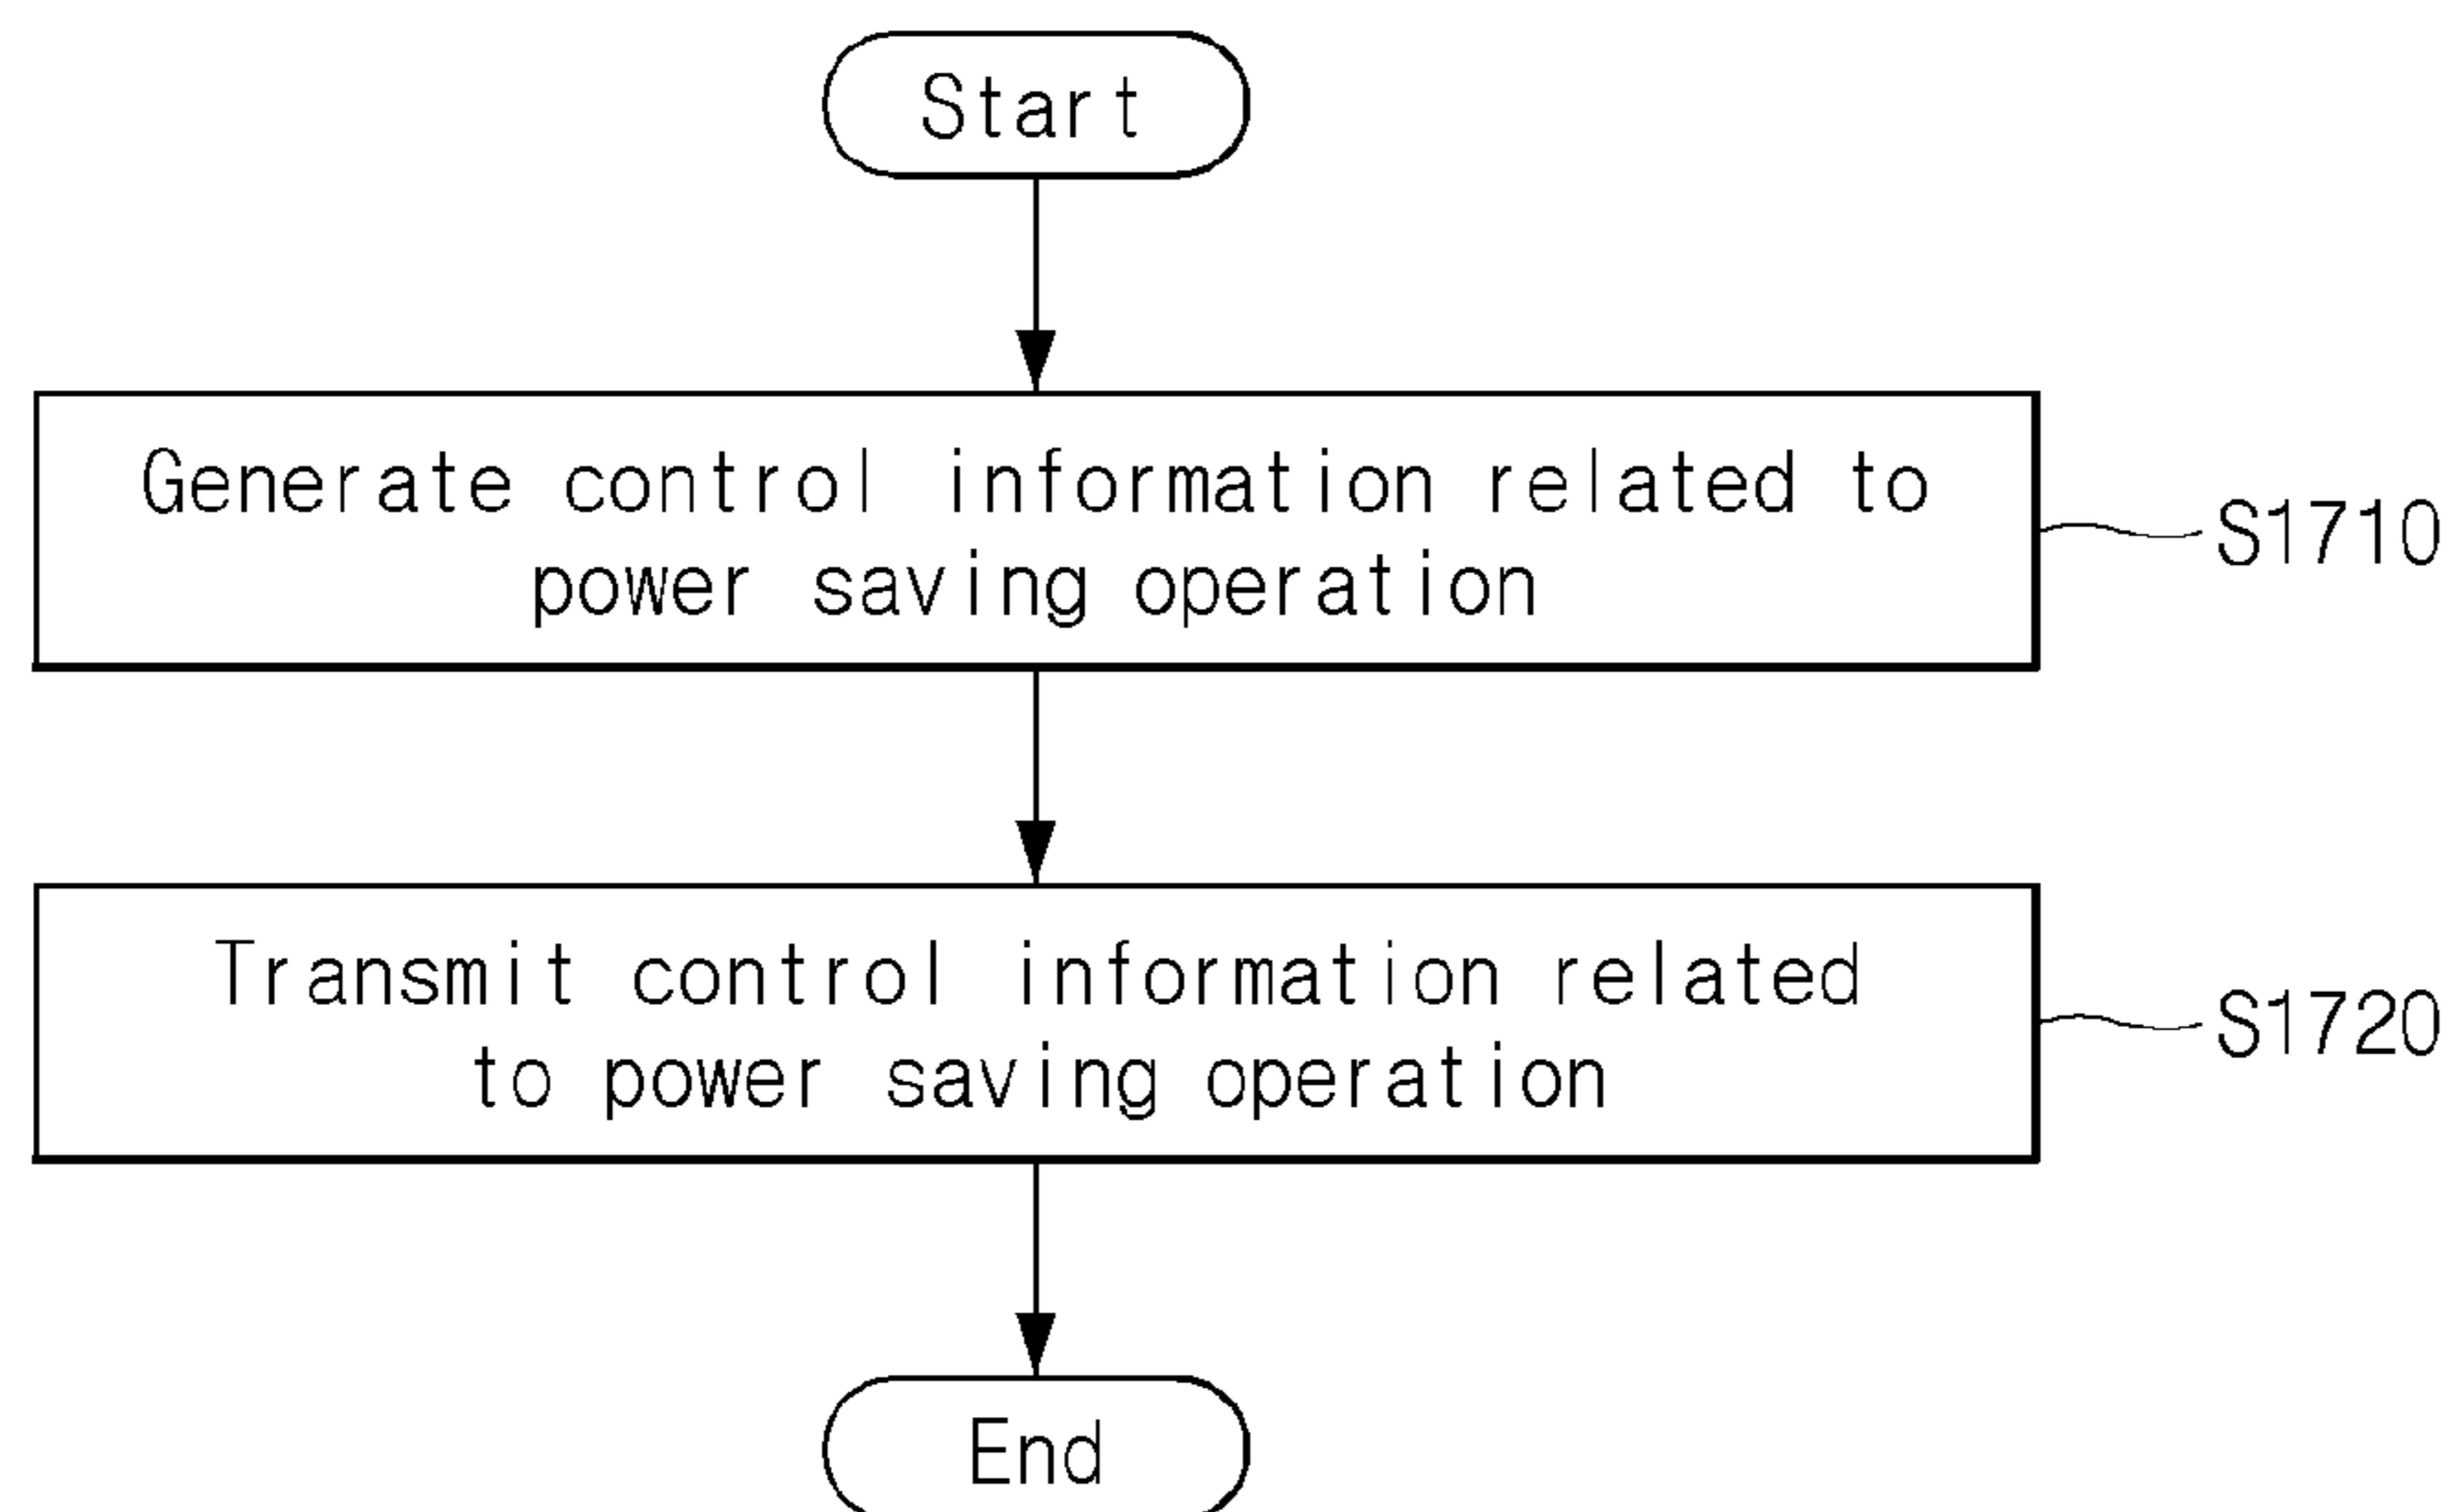 Start
Generate control information related to
power saving operation
S1710
Transmit control information related
to power saving operation
S1720
End